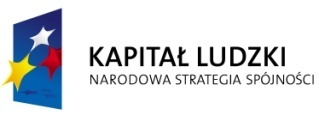 KAPITAŁ LUDZKI
NARODOWA STRATEGIA SPÓJNOŚCI